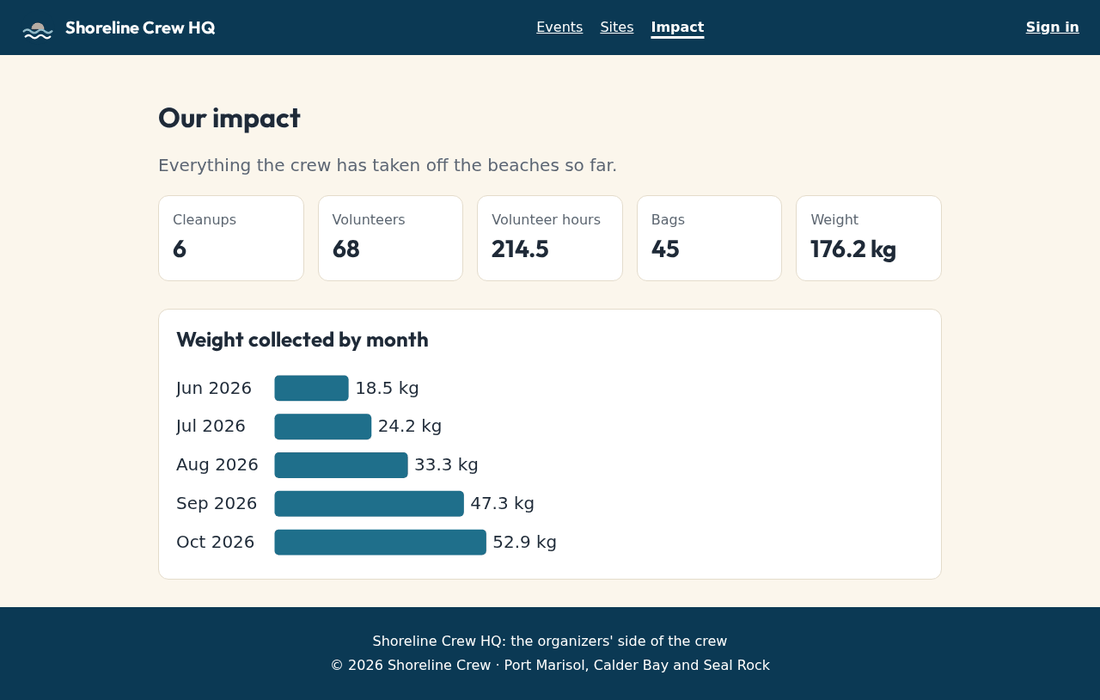 Shoreline Crew HQ
Events Sites Impact
Sign in
Our impact
Everything the crew has taken off the beaches so far.
Cleanups
6
Volunteers
68
Volunteer hours
214.5
Bags
45
Weight
176.2 kg
Weight collected by month
Jun 2026 18.5 kg
Jul 2026 24.2 kg
Aug 2026 33.3 kg
Sep 2026 47.3 kg
Oct 2026 52.9 kg
Shoreline Crew HQ: the organizers' side of the crew
© 2026 Shoreline Crew · Port Marisol, Calder Bay and Seal Rock